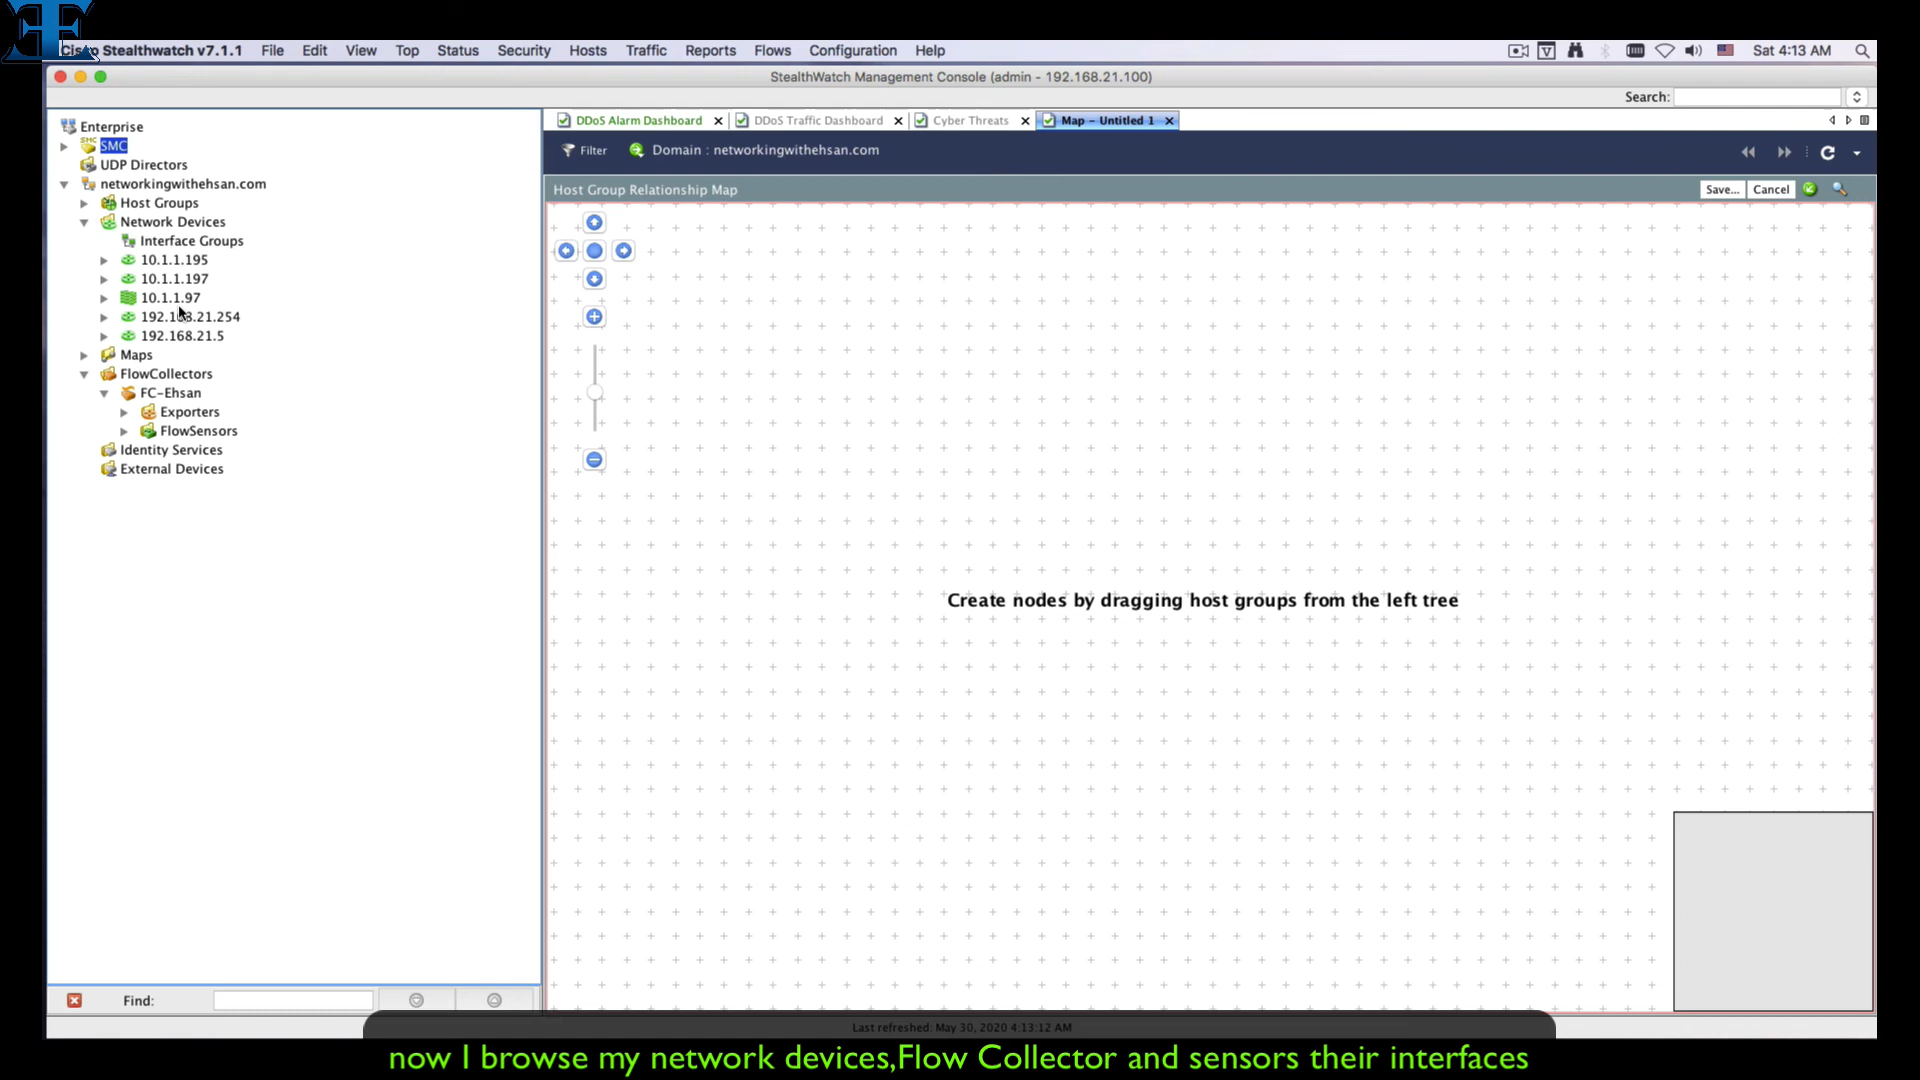 Cisco Stealthwatch v7.1.1 File Edit View Top Status Security Hosts Traffic Reports Flows Configuration Help Sat 4:13 AM
StealthWatch Management Console (admin - 192.168.21.100)
Search:
Enterprise
SMC
UDP Directors
networkingwithehsan.com
Host Groups
Network Devices
Interface Groups
10.1.1.195
10.1.1.197
10.1.1.97
192.168.21.254
192.168.21.5
Maps
FlowCollectors
FC-Ehsan
Exporters
FlowSensors
Identity Services
External Devices
Find:
DDoS Alarm Dashboard DDoS Traffic Dashboard Cyber Threats Map - Untitled 1
Filter Domain : networkingwithehsan.com
Host Group Relationship Map Save... Cancel
Create nodes by dragging host groups from the left tree
Last refreshed: May 30, 2020 4:13:12 AM
now I browse my network devices,Flow Collector and sensors their interfaces